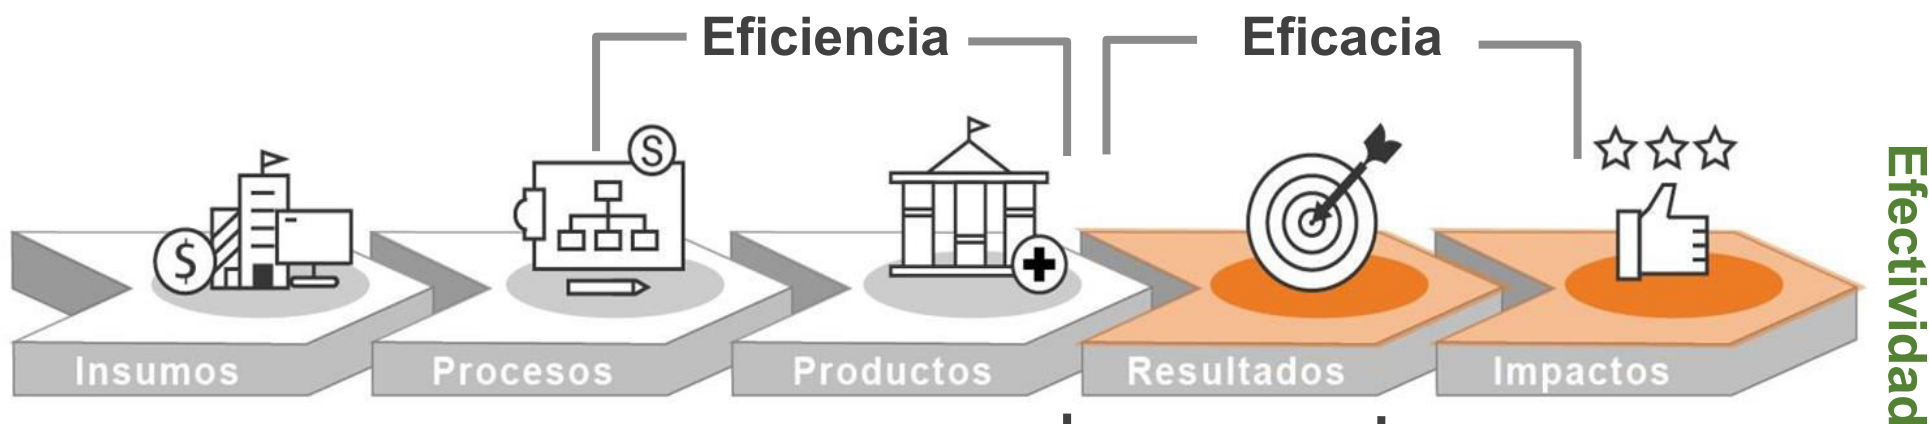 Eficiencia Eficacia
S
$
Insumos Procesos Productos Resultados Impactos
Efectividad